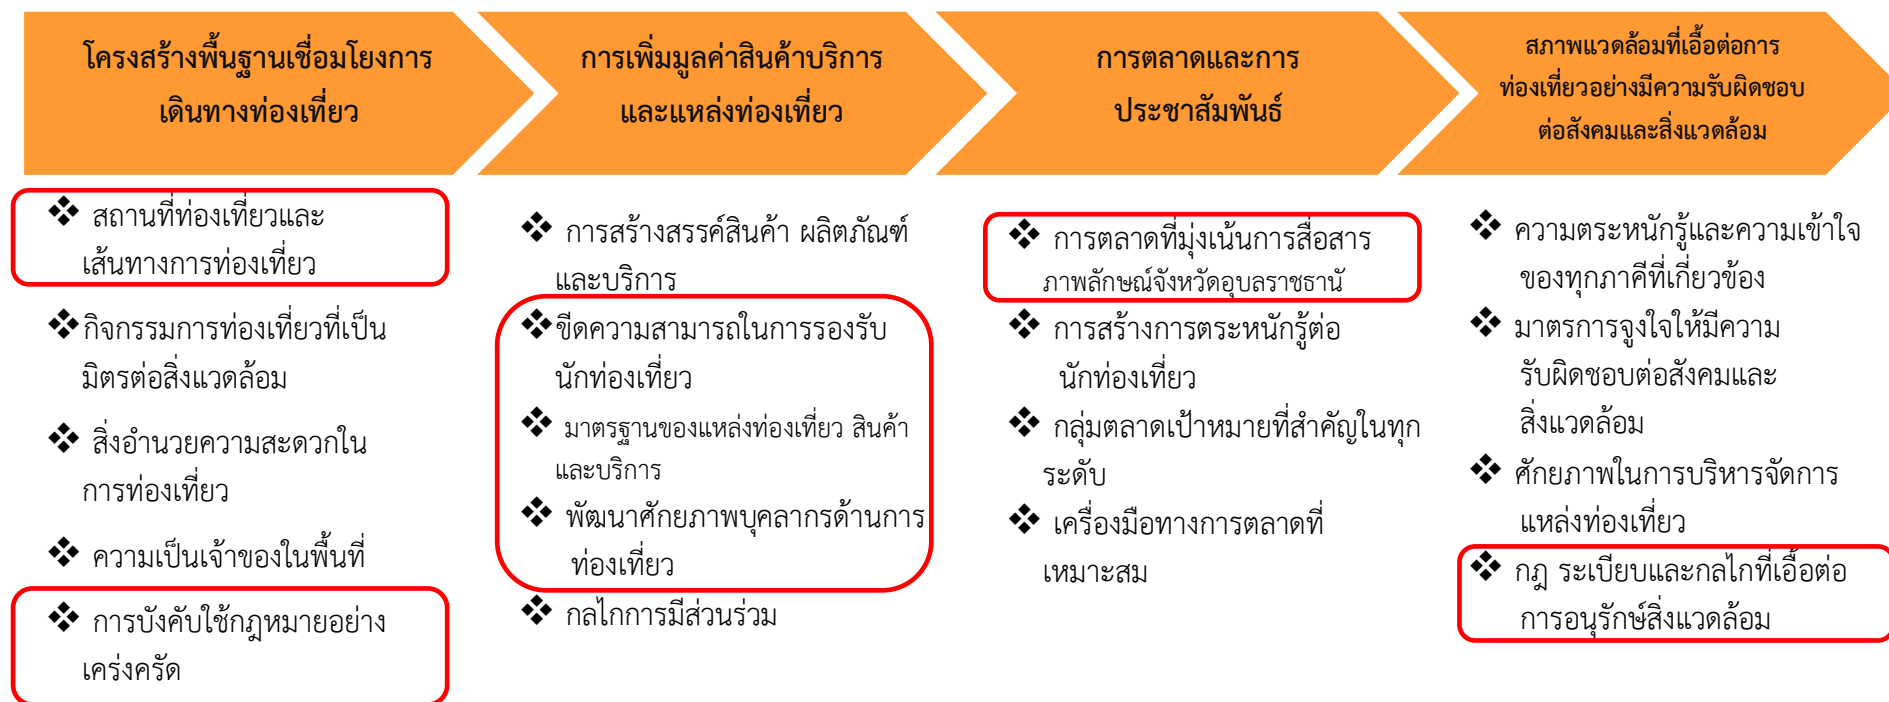 โครงสร้างพื้นฐานเชื่อมโยงการ
เดินทางท่องเที่ยว
❖ สถานที่ท่องเที่ยวและ
เส้นทางการท่องเที่ยว
❖กิจกรรมการท่องเที่ยวที่เป็น
มิตรต่อสิ่งแวดล้อม
❖ สิ่งอำนวยความสะดวกใน
การท่องเที่ยว
❖ ความเป็นเจ้าของในพื้นที่
❖ การบังคับใช้กฎหมายอย่าง
เคร่งครัด
การเพิ่มมูลค่าสินค้าบริการ
และแหล่งท่องเที่ยว
❖ การสร้างสรรค์สินค้า ผลิตภัณฑ์
และบริการ
❖ขีดความสามารถในการรองรับ
นักท่องเที่ยว
❖ มาตรฐานของแหล่งท่องเที่ยว สินค้า
และบริการ
❖ พัฒนาศักยภาพบุคลากรด้านการ
ท่องเที่ยว
❖ กลไกการมีส่วนร่วม
การตลาดและการ
ประชาสัมพันธ์
❖ การตลาดที่มุ่งเน้นการสื่อสาร
ภาพลักษณ์จังหวัดอุบลราชธานั
❖ การสร้างการตระหนักรู้ต่อ
นักท่องเที่ยว
❖ กลุ่มตลาดเป้าหมายที่สำคัญในทุก
ระดับ
❖ เครื่องมือทางการตลาดที่
เหมาะสม
สภาพแวดล้อมที่เอื้อต่อการ
ท่องเที่ยวอย่างมีความรับผิดชอบ
ต่อสังคมและสิ่งแวดล้อม
❖ ความตระหนักรู้และความเข้าใจ
ของทุกภาคีที่เกี่ยวข้อง
❖ มาตรการจูงใจให้มีความ
รับผิดชอบต่อสังคมและ
สิ่งแวดล้อม
❖ ศักยภาพในการบริหารจัดการ
แหล่งท่องเที่ยว
❖ กฎ ระเบียบและกลไกที่เอื้อต่อ
การอนุรักษ์สิ่งแวดล้อม